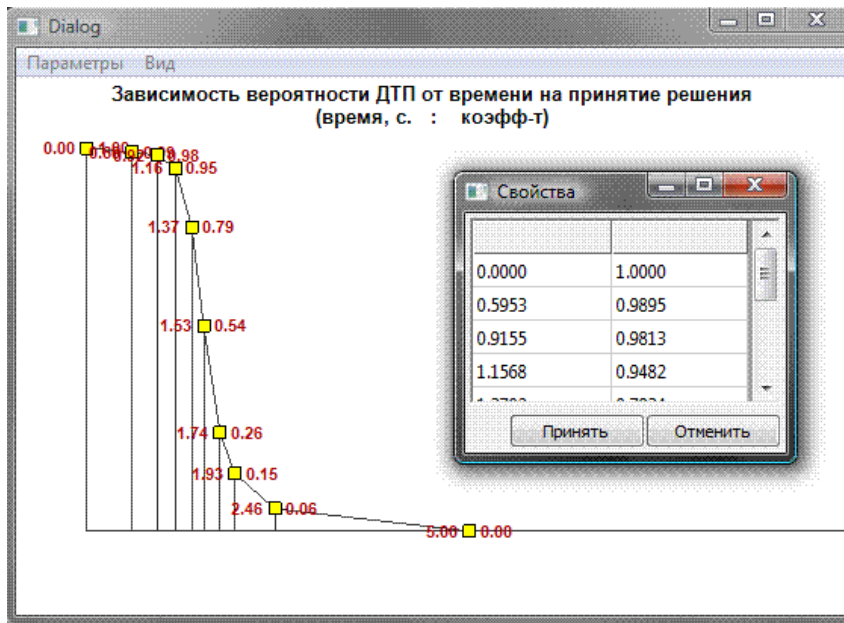 Dialog
Параметры Вид
Зависимость вероятности ДТП от времени на принятие решения
(время, с. : коэфф-т)
0.00
0.98
1.16 0.95
1.37 0.79
1.53 0.54
1.74 0.26
1.93 0.15
2.46 0.06
5.00 0.00
Свойства
0.0000 1.0000
0.5953 0.9895
0.9155 0.9813
1.1568 0.9482
Принять Отменить